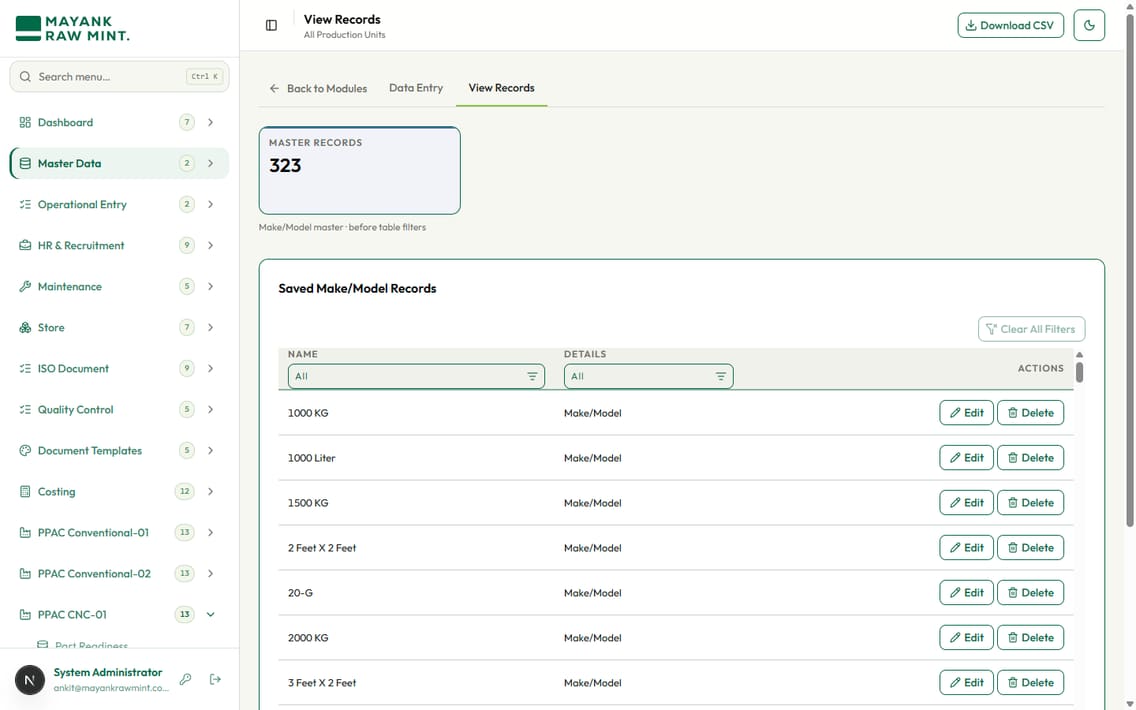 MAYANK
RAW MINT.
Search menu...
Ctrl K
Dashboard 7
Master Data 2
Operational Entry 2
HR & Recruitment 9
Maintenance 5
Store 7
ISO Document 9
Quality Control 5
Document Templates 5
Costing 12
PPAC Conventional-01 13
PPAC Conventional-02 13
PPAC CNC-01 13
Part Readiness
N
System Administrator
ankit@mayankrawmint.co...
View Records
All Production Units
Download CSV
Back to Modules Data Entry View Records
MASTER RECORDS
323
Make/Model master · before table filters
Saved Make/Model Records
Clear All Filters
NAME DETAILS ACTIONS
All All
1000 KG Make/Model Edit Delete
1000 Liter Make/Model Edit Delete
1500 KG Make/Model Edit Delete
2 Feet X 2 Feet Make/Model Edit Delete
20-G Make/Model Edit Delete
2000 KG Make/Model Edit Delete
3 Feet X 2 Feet Make/Model Edit Delete